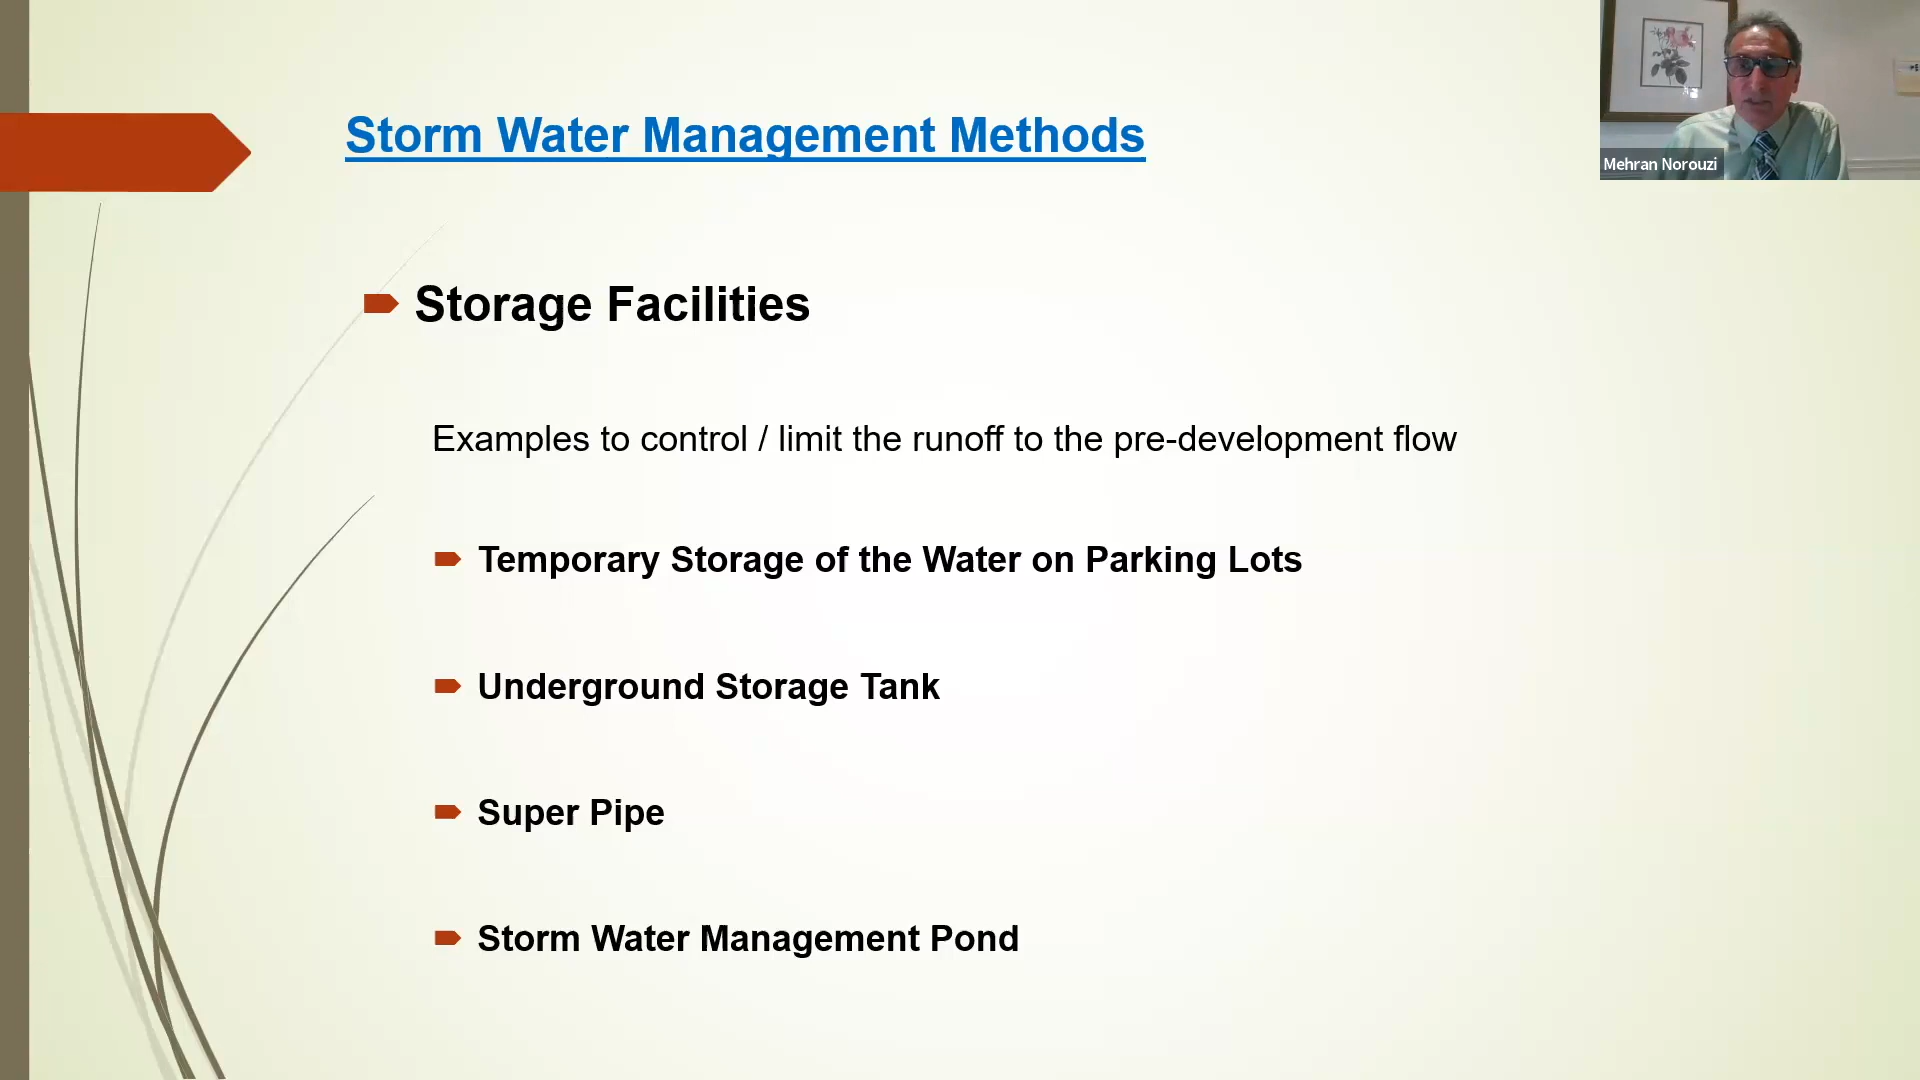 Storm Water Management Methods
Mehran Norouzi
Storage Facilities
Examples to control / limit the runoff to the pre-development flow
Temporary Storage of the Water on Parking Lots
Underground Storage Tank
Super Pipe
Storm Water Management Pond